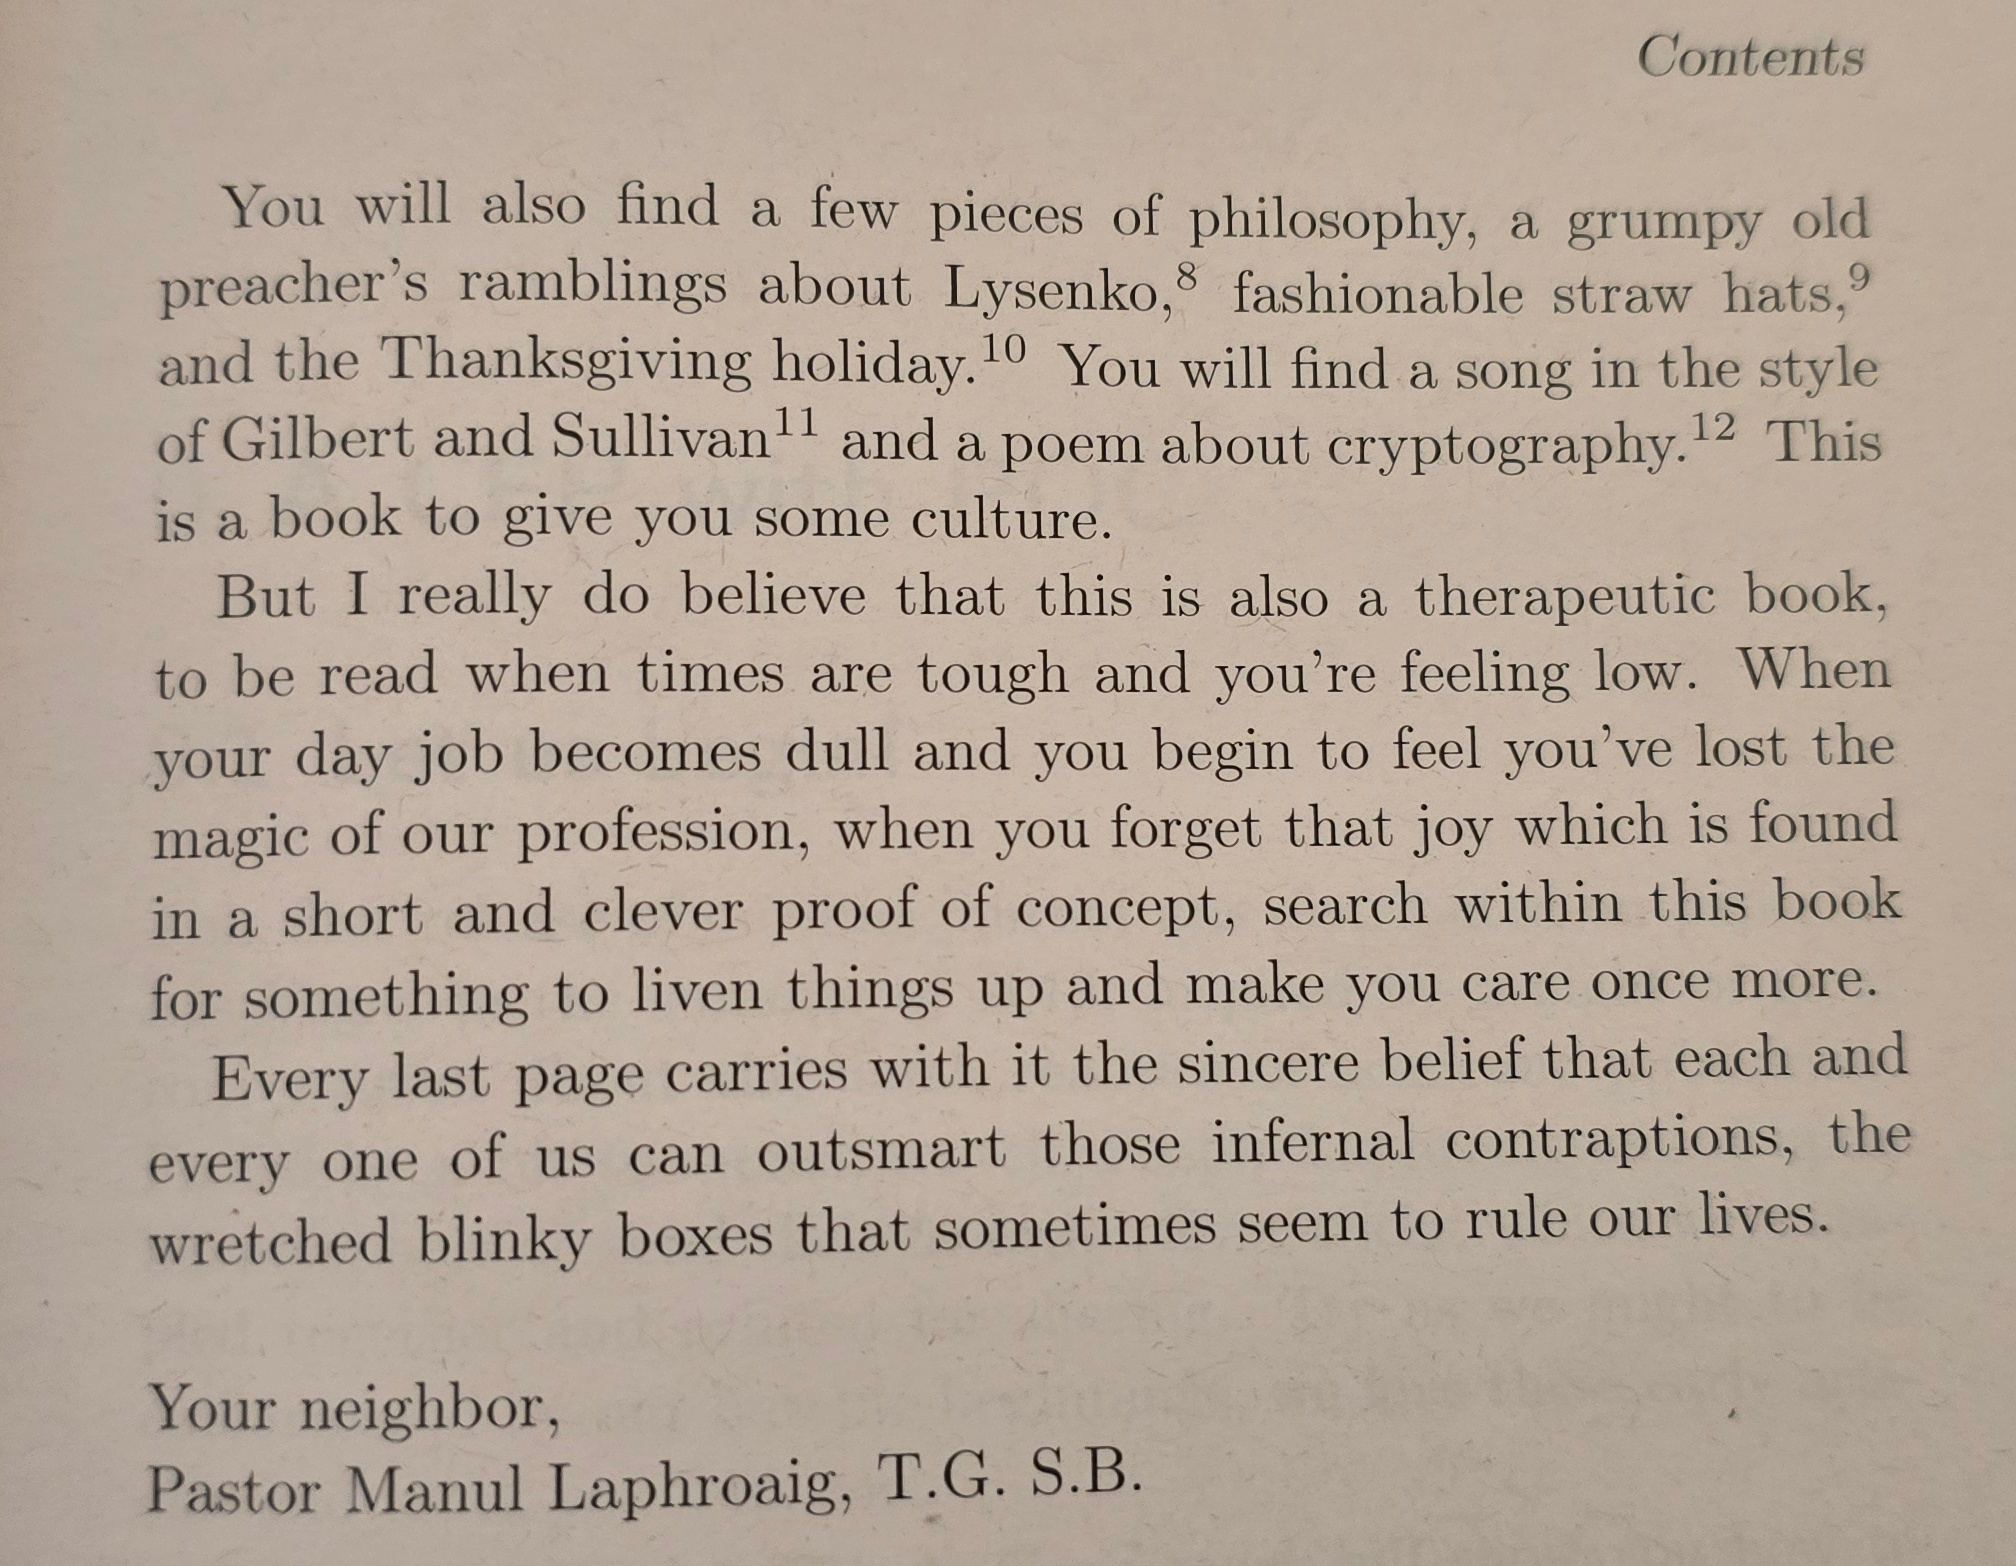 Contents
You will also find a few pieces of philosophy, a grumpy old
preacher's ramblings about Lysenko,⁸ fashionable straw hats,⁹
and the Thanksgiving holiday.¹⁰ You will find a song in the style
of Gilbert and Sullivan¹¹ and a poem about cryptography.¹² This
is a book to give you some culture.
But I really do believe that this is also a therapeutic book,
to be read when times are tough and you're feeling low. When
your day job becomes dull and you begin to feel you've lost the
magic of our profession, when you forget that joy which is found
in a short and clever proof of concept, search within this book
for something to liven things up and make you care once more.
Every last page carries with it the sincere belief that each and
every one of us can outsmart those infernal contraptions, the
wretched blinky boxes that sometimes seem to rule our lives.
Your neighbor,
Pastor Manul Laphroaig, T.G. S.B.